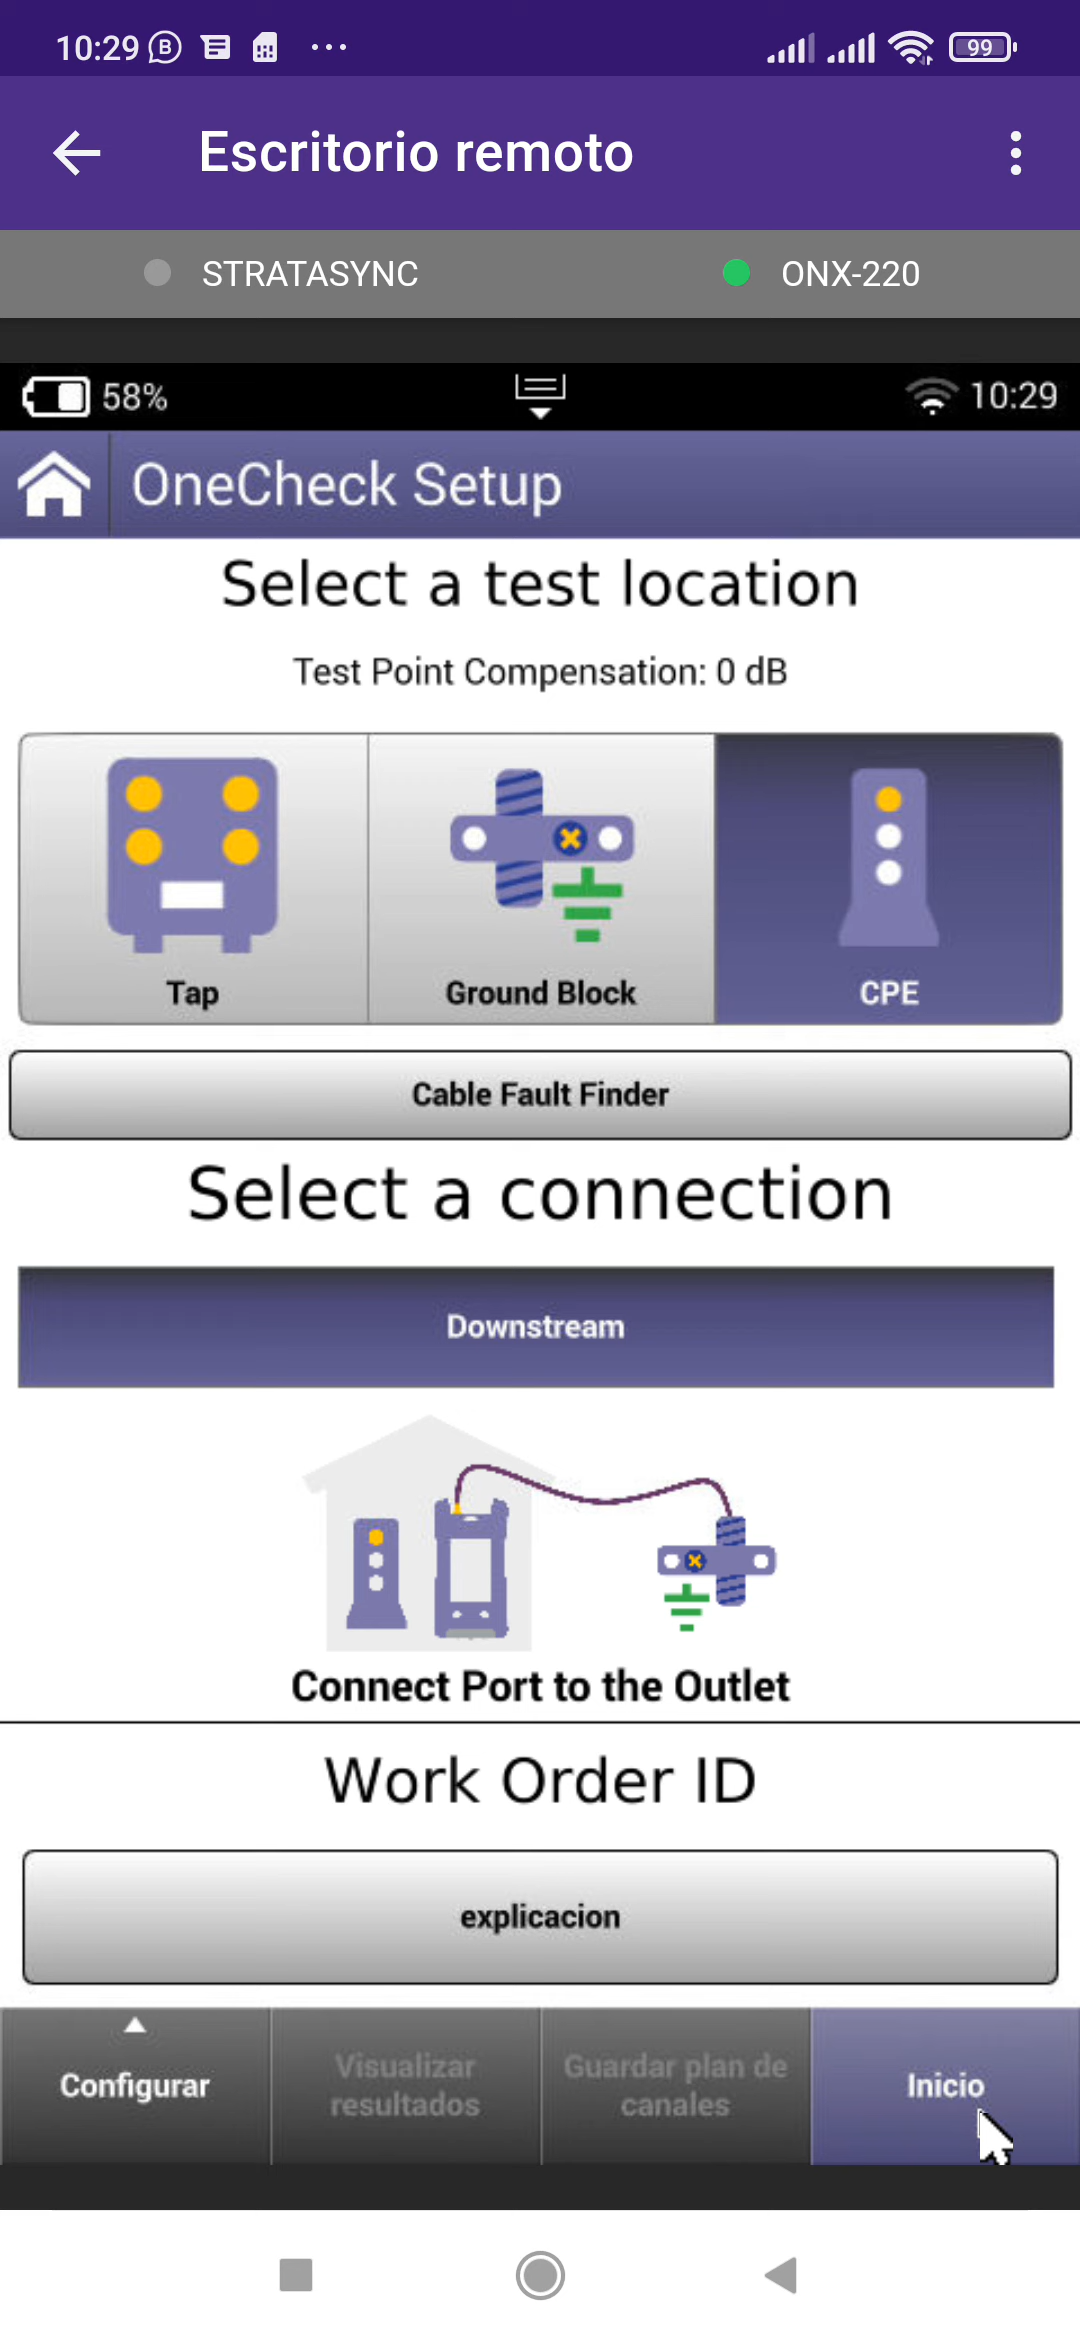 10:29 99
Escritorio remoto
STRATASYNC ONX-220
58% 10:29
OneCheck Setup
Select a test location
Test Point Compensation: 0 dB
Tap Ground Block CPE
Cable Fault Finder
Select a connection
Downstream
Connect Port to the Outlet
Work Order ID
explicacion
Configurar
Visualizar
resultados
Guardar plan de
canales
Inicio